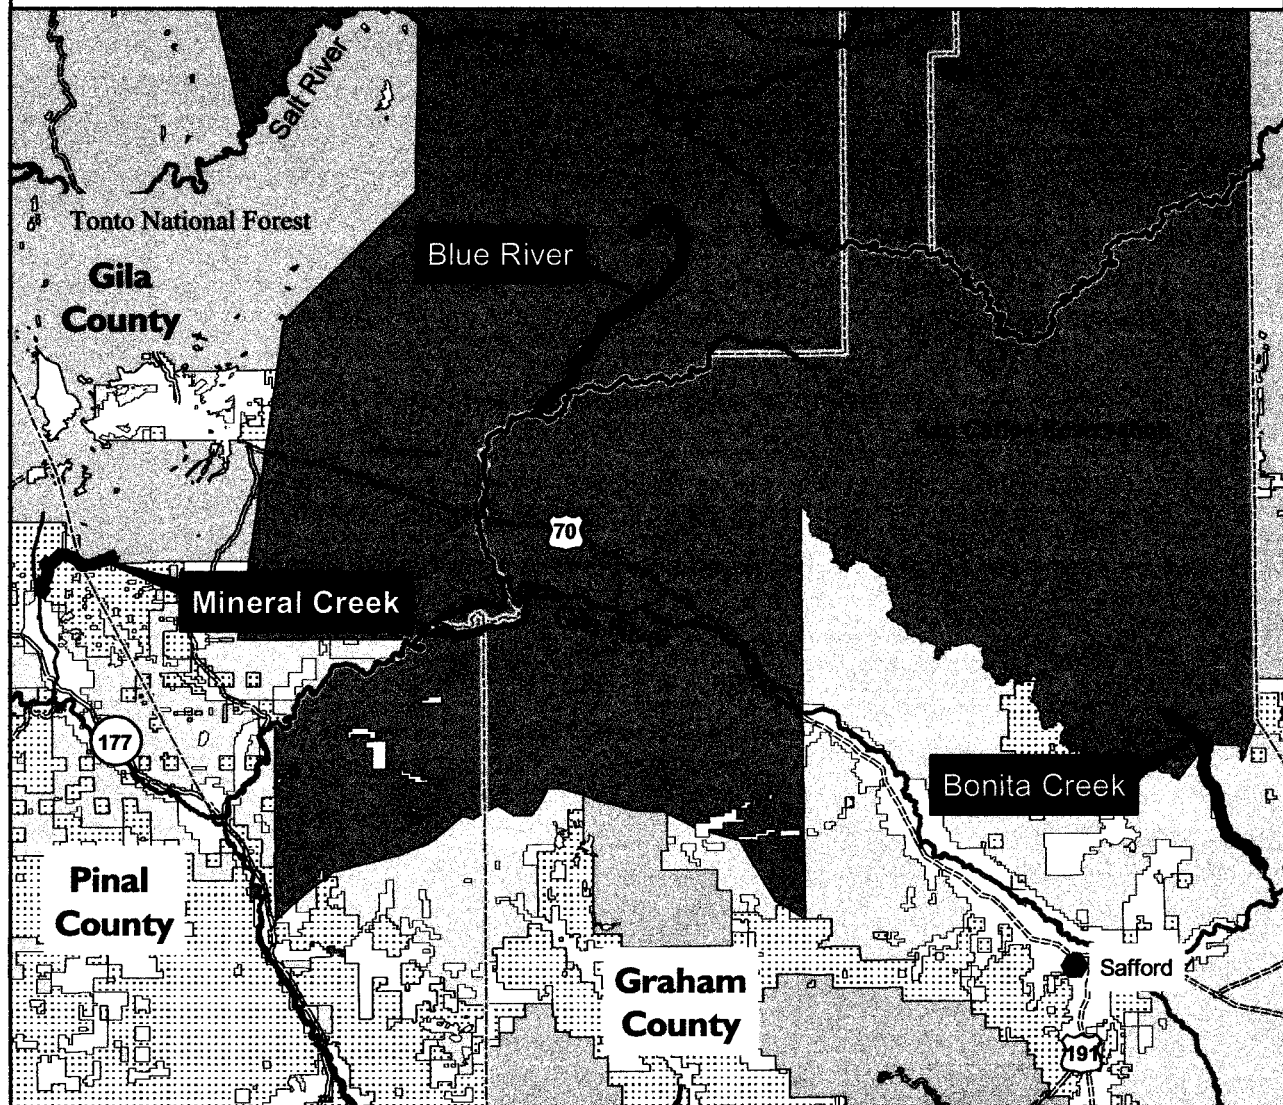 Salt River
Tonto National Forest
Blue River
Gila
County
70
Mineral Creek
177
Bonita Creek
Pinal
County
Safford
Graham
County
191